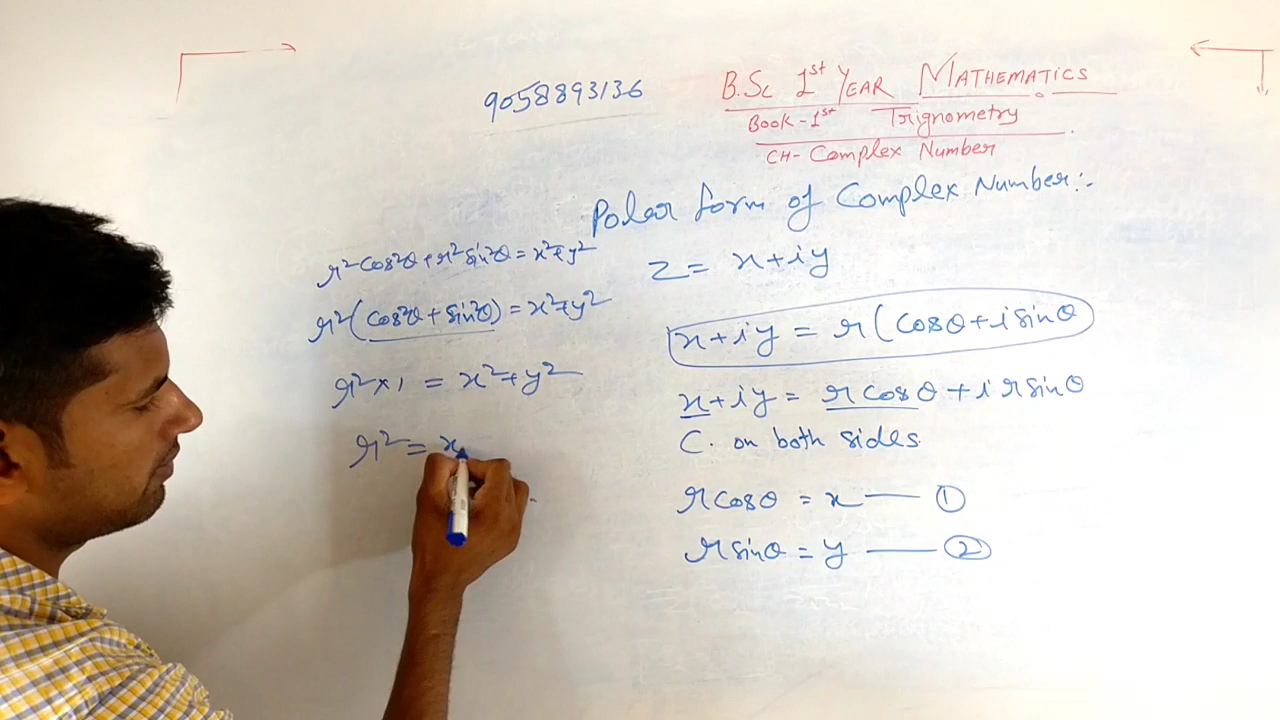 9058893136
B.Sc 1st YEAR MATHEMATICS
Book-1st Trignometry
CH- Complex Number
Polar form of Complex Number:-
z = x+iy
x+iy = r(cosθ+i sinθ
x+iy = r cosθ + i r sinθ
C. on both sides.
r cosθ = x — ①
r sinθ = y — ②
r²cos²θ+r²sin²θ=x²+y²
r²(cos²θ+sin²θ)=x²+y²
r²×1 = x²+y²
r² = x